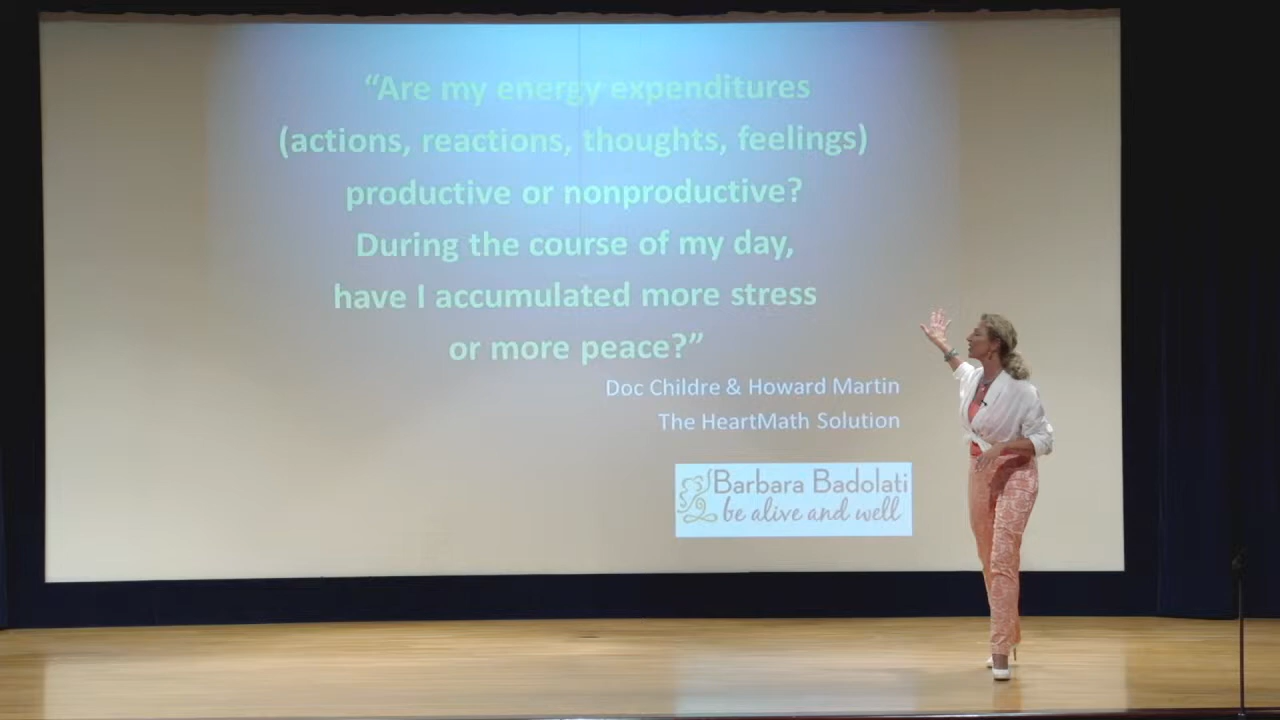 “Are my energy expenditures
(actions, reactions, thoughts, feelings)
productive or nonproductive?
During the course of my day,
have I accumulated more stress
or more peace?”
Doc Childre & Howard Martin
The HeartMath Solution
Barbara Badolati
be alive and well